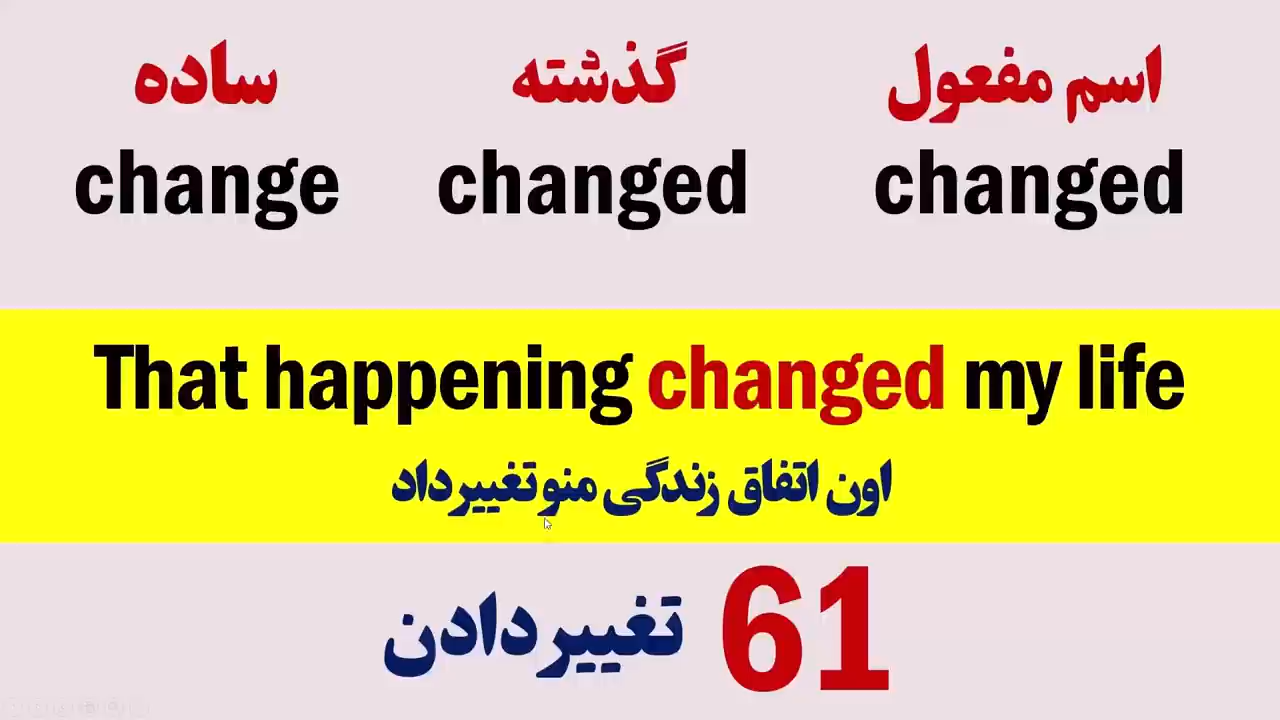 ساده گذشته اسم مفعول
change changed changed
That happening changed my life
اون اتفاق زندگی منو تغییر داد
61 تغییر دادن